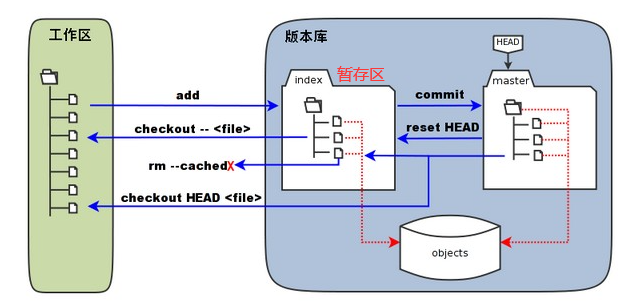 工作区
版本库
HEAD
index
暂存区
master
add
commit
checkout -- <file>
reset HEAD
rm --cachedX
checkout HEAD <file>
objects